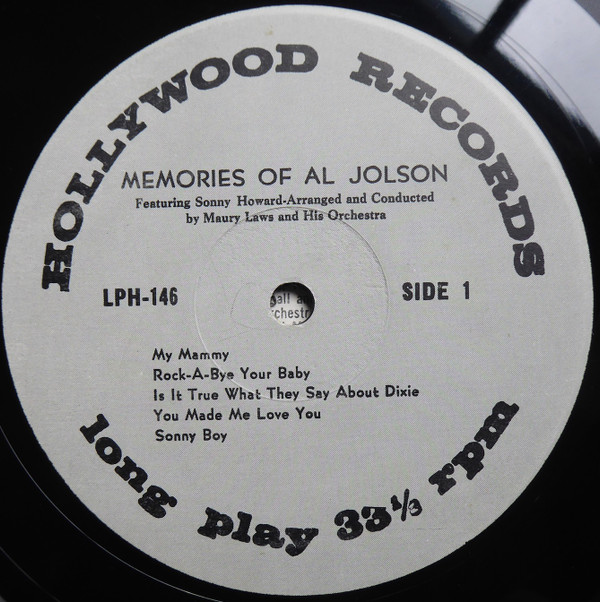 HOLLYWOOD RECORDS
MEMORIES OF AL JOLSON
Featuring Sonny Howard-Arranged and Conducted
by Maury Laws and His Orchestra
LPH-146
SIDE 1
My Mammy
Rock-A-Bye Your Baby
Is It True What They Say About Dixie
You Made Me Love You
Sonny Boy
long play 33⅓ rpm